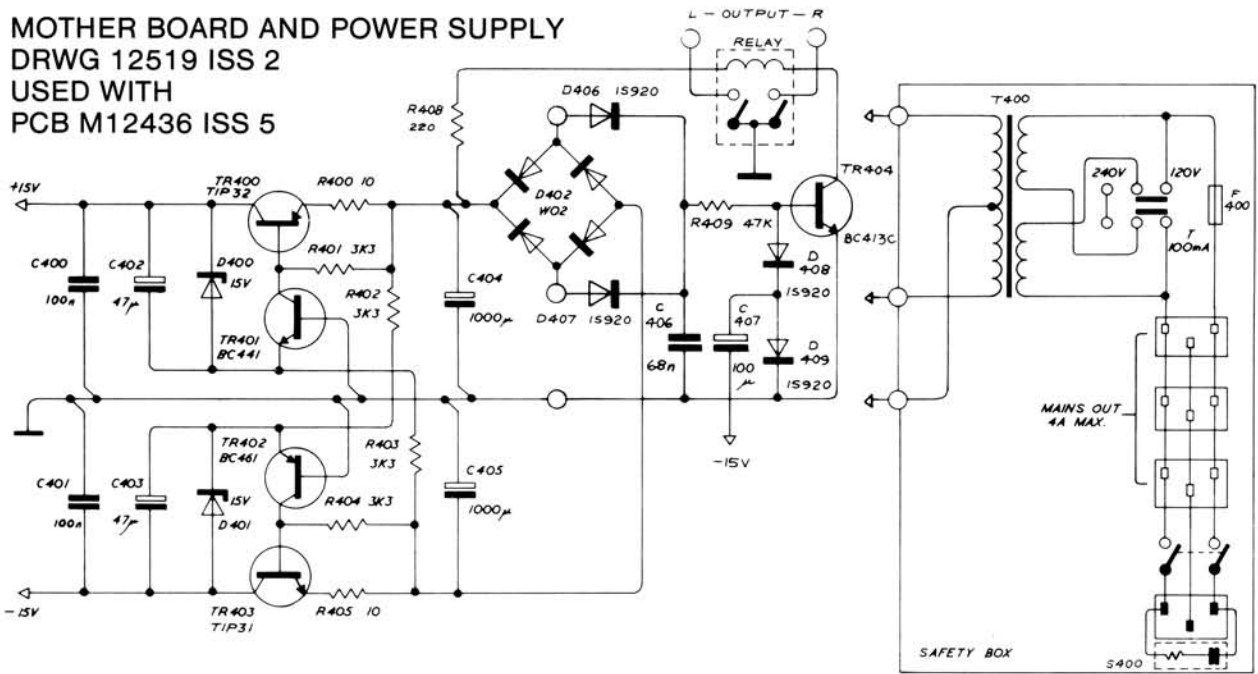 MOTHER BOARD AND POWER SUPPLY
DRWG 12519 ISS 2
USED WITH
PCB M12436 ISS 5
L - OUTPUT - R
RELAY
D406 IS920
R408
220
D402
W02
D407 IS920
TR404
BC413C
R409 47K
D
408
IS920
D
409
IS920
C
406
68n
C
407
100
µ
-15V
+15V
TR400
TIP32
R400 10
R401 3K3
R402
3K3
C400
100n
C402
47µ
D400
15V
TR401
BC441
C404
1000µ
TR402
BC461
R403
3K3
R404 3K3
C405
1000µ
C401
100n
C403
47µ
15V
D401
-15V
TR403
TIP31
R405 10
T400
240V
120V
F
400
T
100mA
MAINS OUT
4A MAX.
SAFETY BOX
S400